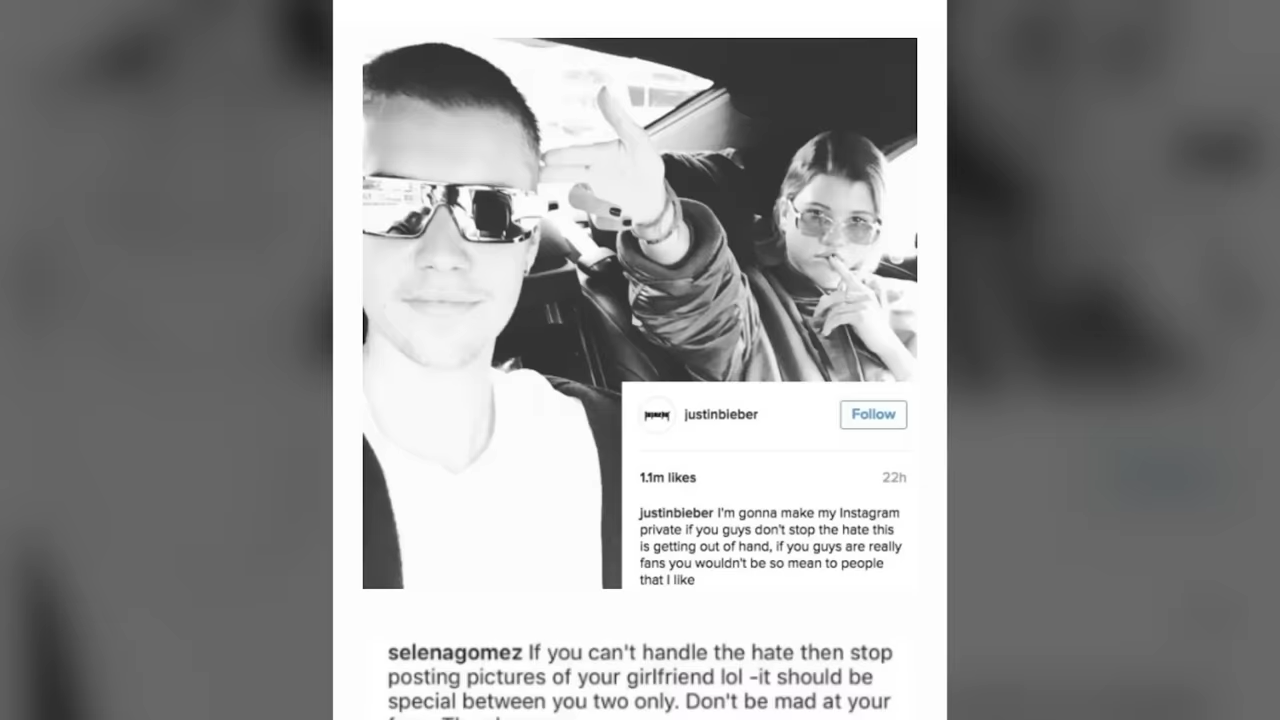 justinbieber
Follow
1.1m likes
22h
justinbieber I'm gonna make my Instagram
private if you guys don't stop the hate this
is getting out of hand, if you guys are really
fans you wouldn't be so mean to people
that I like
selenagomez If you can't handle the hate then stop
posting pictures of your girlfriend lol -it should be
special between you two only. Don't be mad at your